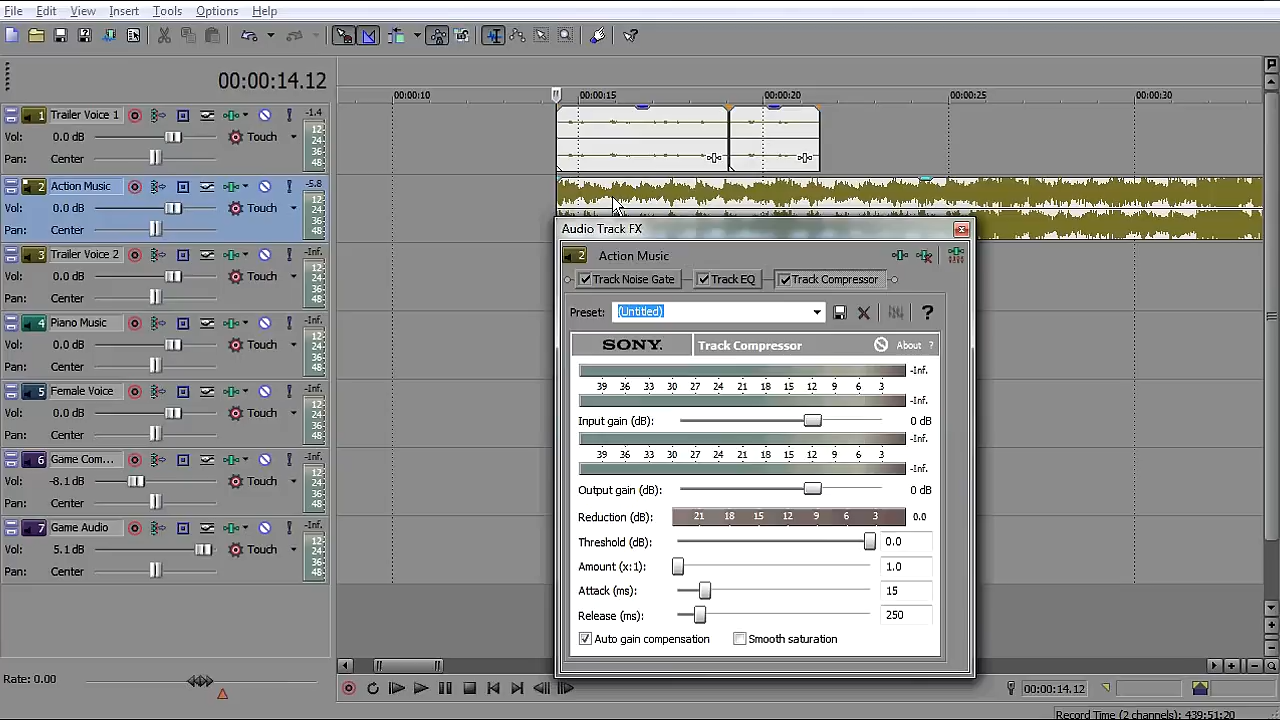 File Edit View Insert Tools Options Help
00:00:14.12
00:00:10 00:00:15 00:00:20 00:00:25 00:00:30
1 Trailer Voice 1 -1.4
Vol: 0.0 dB Touch 12 24 36 48
Pan: Center
2 Action Music -5.8
Vol: 0.0 dB Touch 12 24 36 48
Pan: Center
3 Trailer Voice 2 -Inf.
Vol: 0.0 dB Touch 12 24 36 48
Pan: Center
4 Piano Music -Inf.
Vol: 0.0 dB Touch 12 24 36 48
Pan: Center
5 Female Voice -Inf.
Vol: 0.0 dB Touch 12 24 36 48
Pan: Center
6 Game Com... -Inf.
Vol: -8.1 dB Touch 12 24 36 48
Pan: Center
7 Game Audio -Inf.
Vol: 5.1 dB Touch 12 24 36 48
Pan: Center
Rate: 0.00
Audio Track FX
2 Action Music
Track Noise Gate Track EQ Track Compressor
Preset: (Untitled) ?
SONY. Track Compressor About ?
-Inf.
39 36 33 30 27 24 21 18 15 12 9 6 3
-Inf.
Input gain (dB): 0 dB
-Inf.
39 36 33 30 27 24 21 18 15 12 9 6 3
-Inf.
Output gain (dB): 0 dB
Reduction (dB): 21 18 15 12 9 6 3 0.0
Threshold (dB): 0.0
Amount (x:1): 1.0
Attack (ms): 15
Release (ms): 250
Auto gain compensation Smooth saturation
00:00:14.12
Record Time (2 channels): 439:51:20